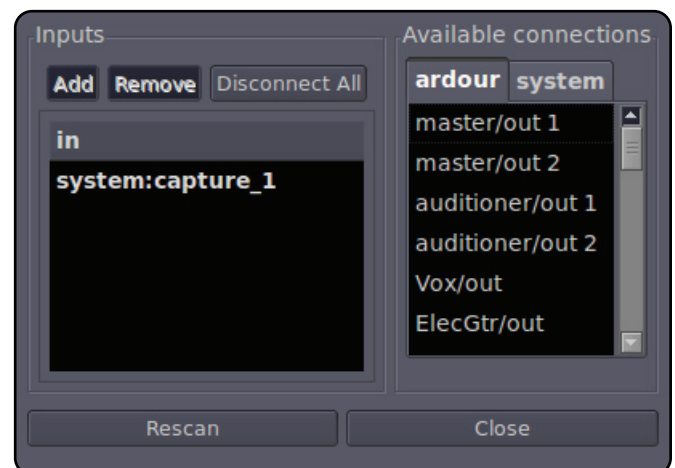 Inputs
Add Remove Disconnect All
in
system:capture_1
Available connections
ardour system
master/out 1
master/out 2
auditioner/out 1
auditioner/out 2
Vox/out
ElecGtr/out
Rescan Close